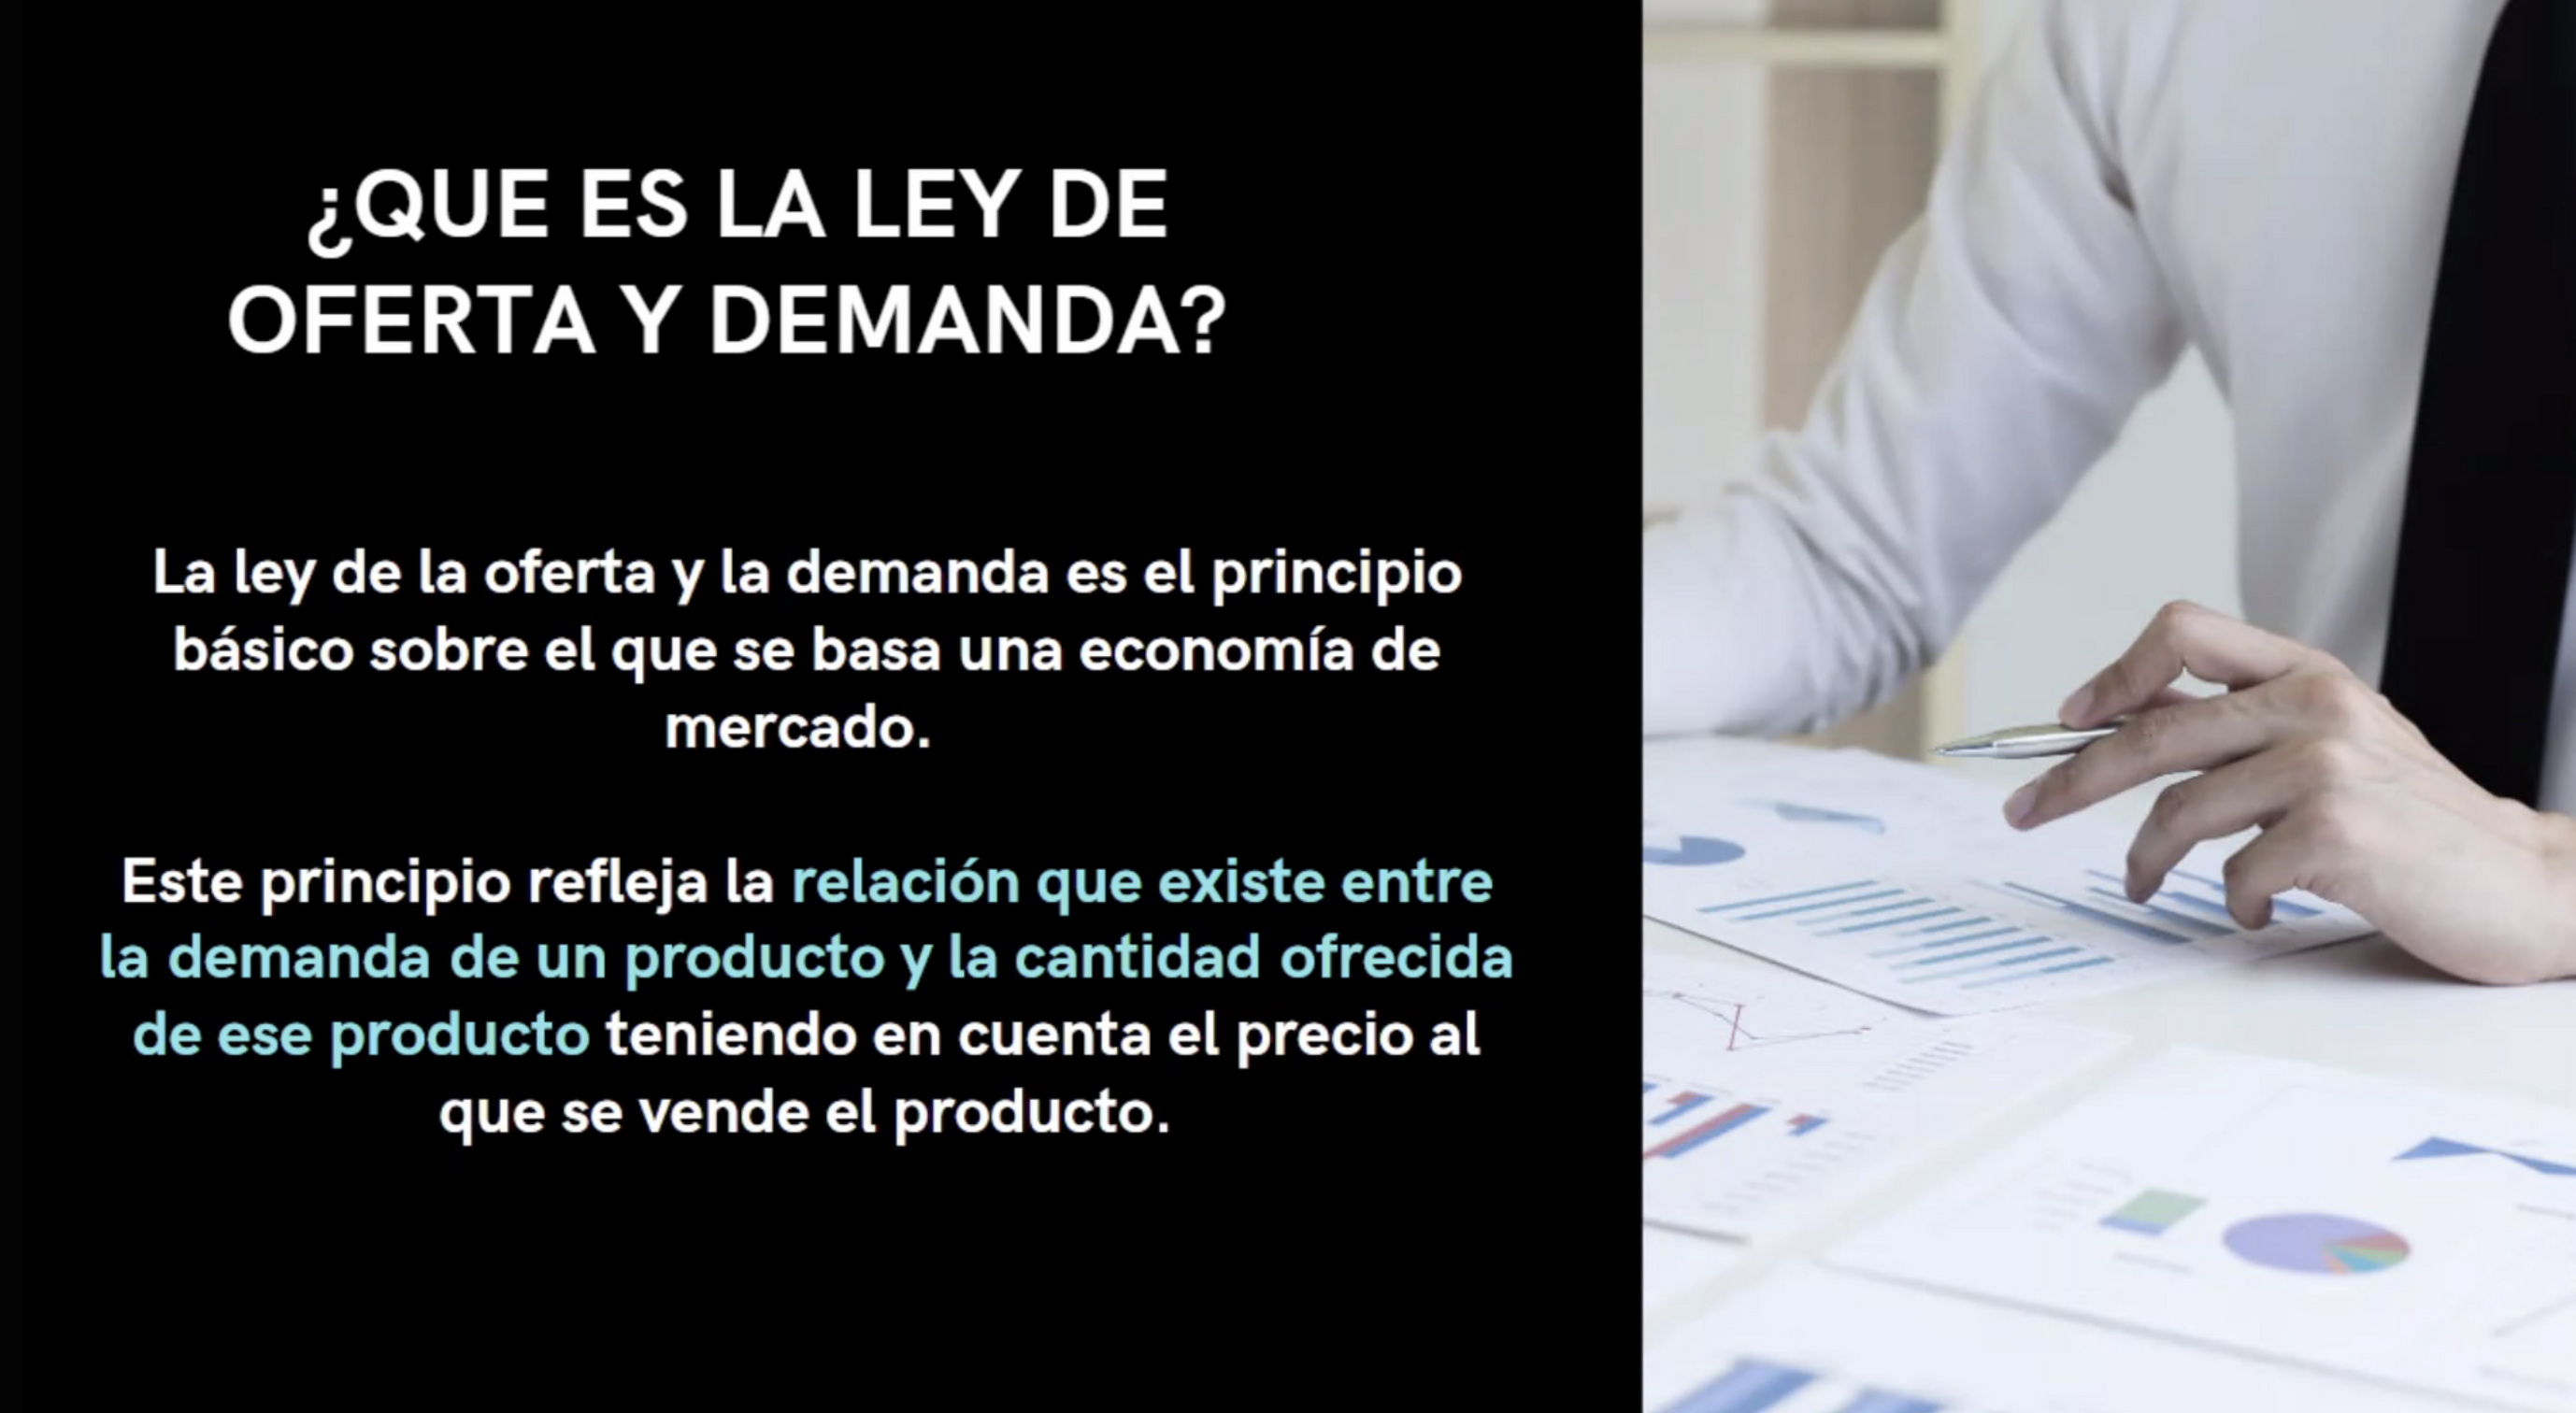 ¿QUE ES LA LEY DE
OFERTA Y DEMANDA?
La ley de la oferta y la demanda es el principio
básico sobre el que se basa una economía de
mercado.
Este principio refleja la relación que existe entre
la demanda de un producto y la cantidad ofrecida
de ese producto teniendo en cuenta el precio al
que se vende el producto.